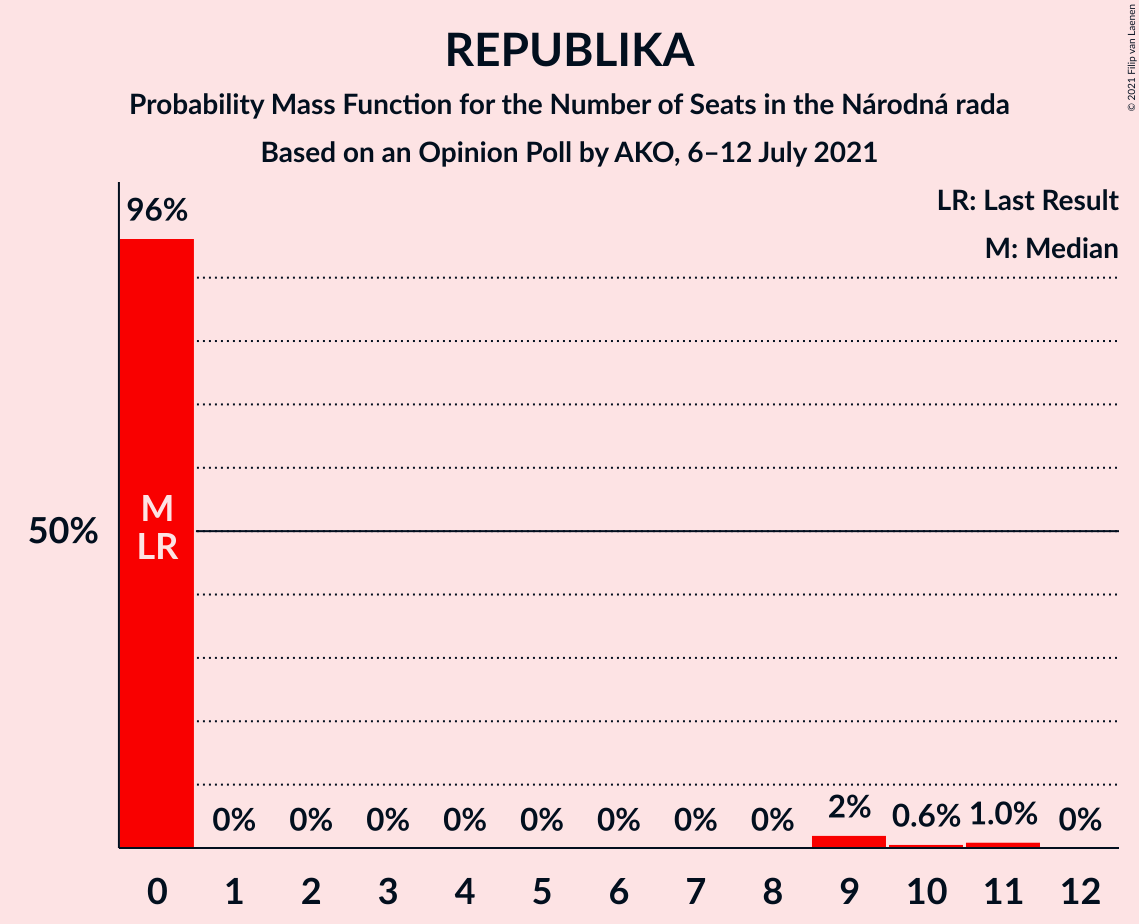 REPUBLIKA
Probability Mass Function for the Number of Seats in the Národná rada
Based on an Opinion Poll by AKO, 6–12 July 2021
© 2021 Filip van Laenen
LR: Last Result
M: Median
96%
M
LR
50%
0% 0% 0% 0% 0% 0% 0% 0% 2% 0.6% 1.0% 0%
0 1 2 3 4 5 6 7 8 9 10 11 12